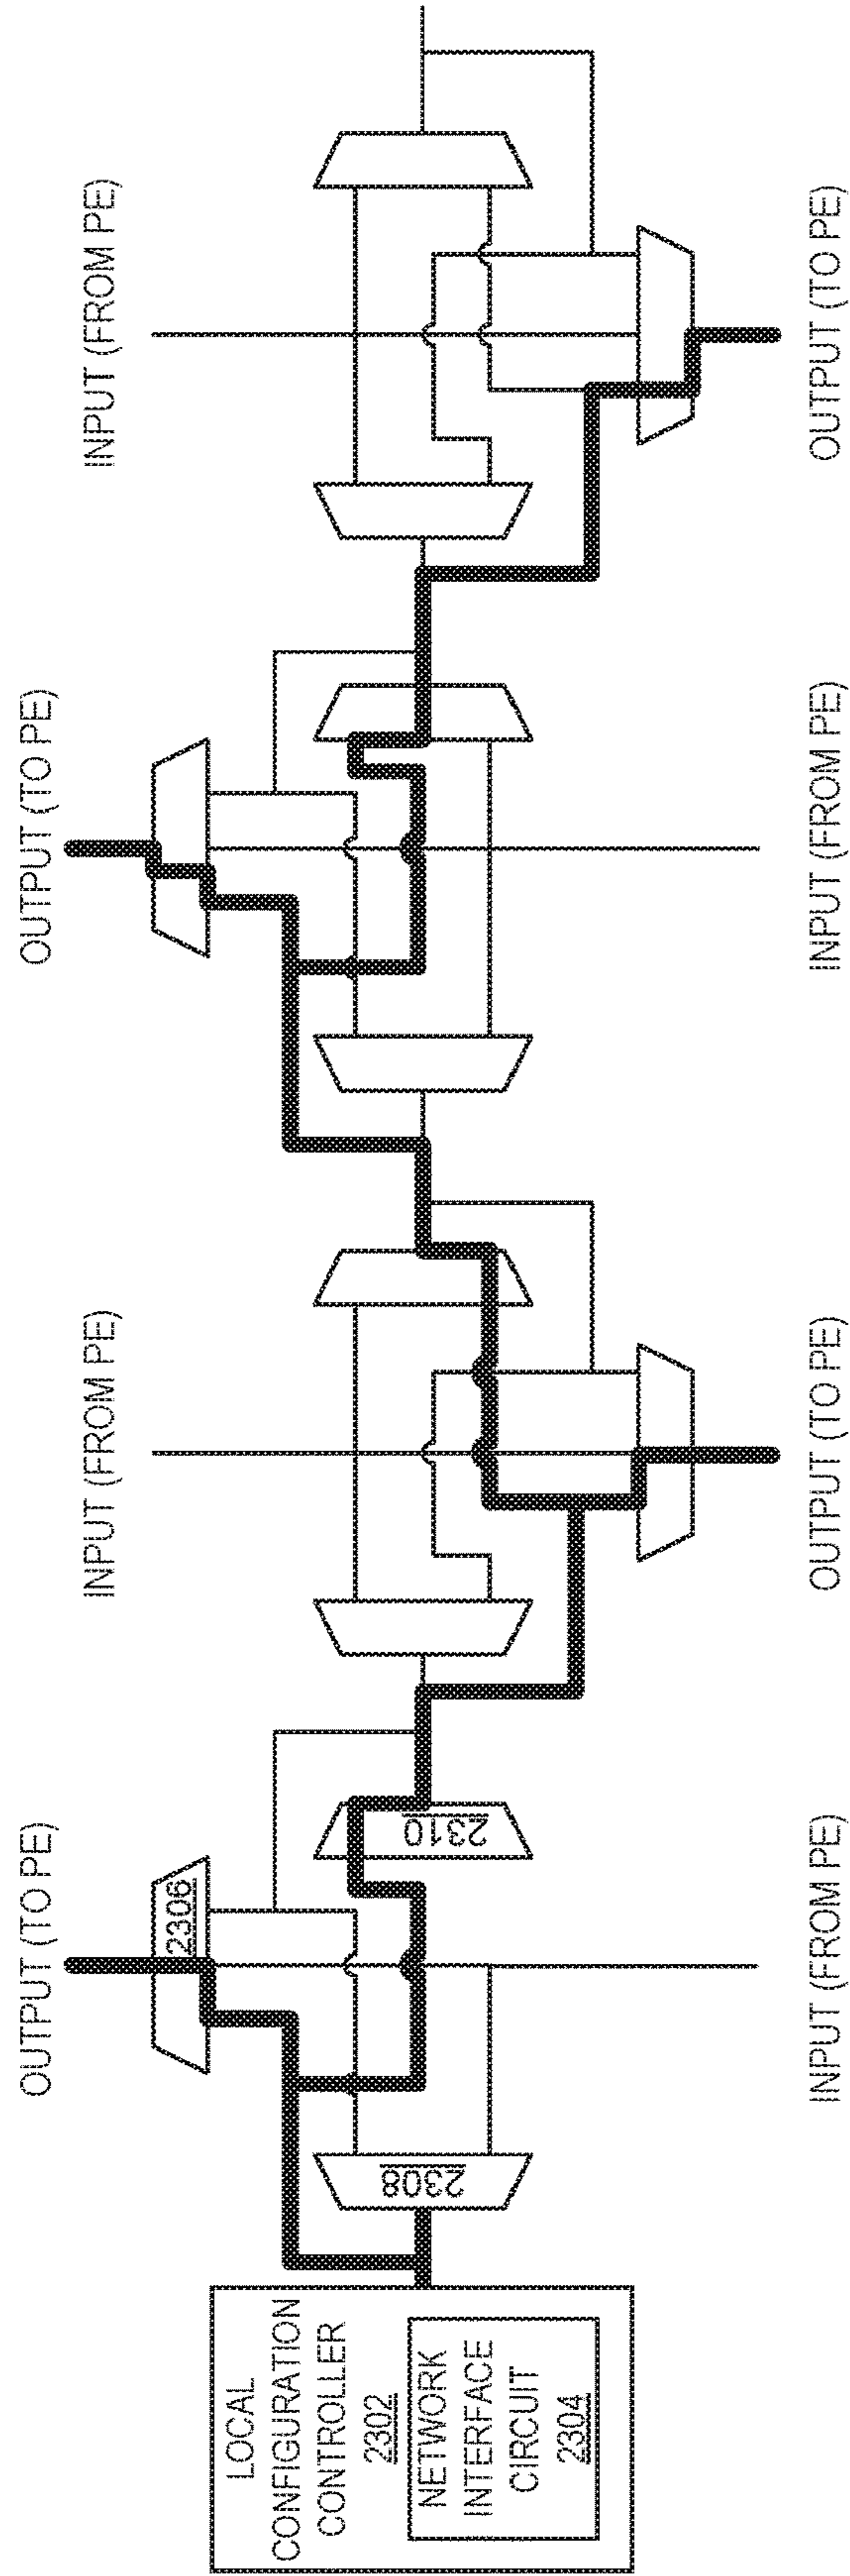 OUTPUT (TO PE)
INPUT (FROM PE)
OUTPUT (TO PE)
INPUT (FROM PE)
LOCAL
CONFIGURATION
CONTROLLER
2302
NETWORK
INTERFACE
CIRCUIT
2304
2308
2306
2310
INPUT (FROM PE)
OUTPUT (TO PE)
INPUT (FROM PE)
OUTPUT (TO PE)